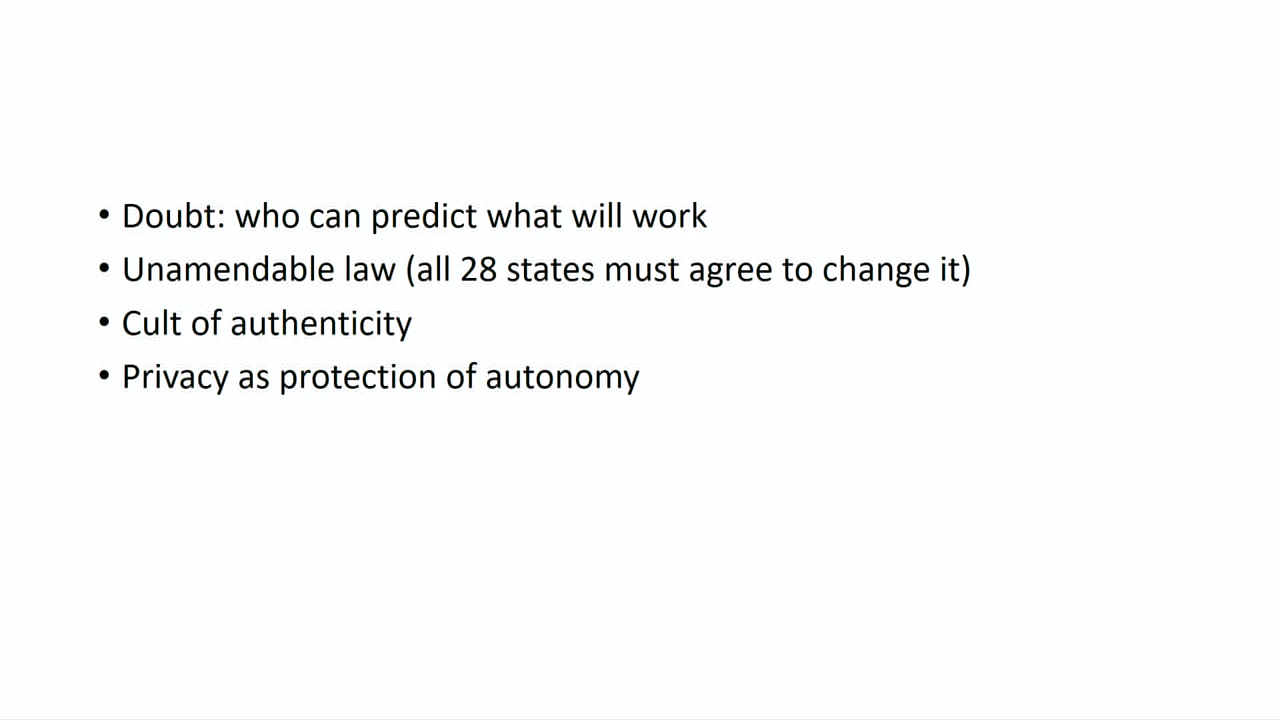 • Doubt: who can predict what will work
• Unamendable law (all 28 states must agree to change it)
• Cult of authenticity
• Privacy as protection of autonomy